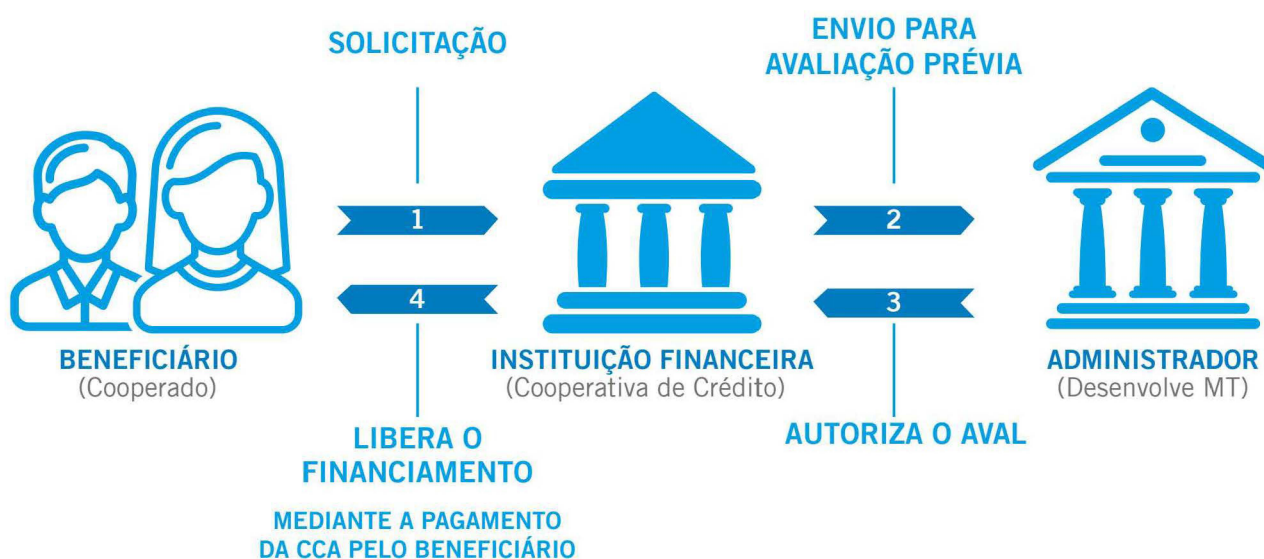 SOLICITAÇÃO
ENVIO PARA
AVALIAÇÃO PRÉVIA
1
2
4
3
BENEFICIÁRIO
(Cooperado)
INSTITUIÇÃO FINANCEIRA
(Cooperativa de Crédito)
ADMINISTRADOR
(Desenvolve MT)
LIBERA O
FINANCIAMENTO
MEDIANTE A PAGAMENTO
DA CCA PELO BENEFICIÁRIO
AUTORIZA O AVAL